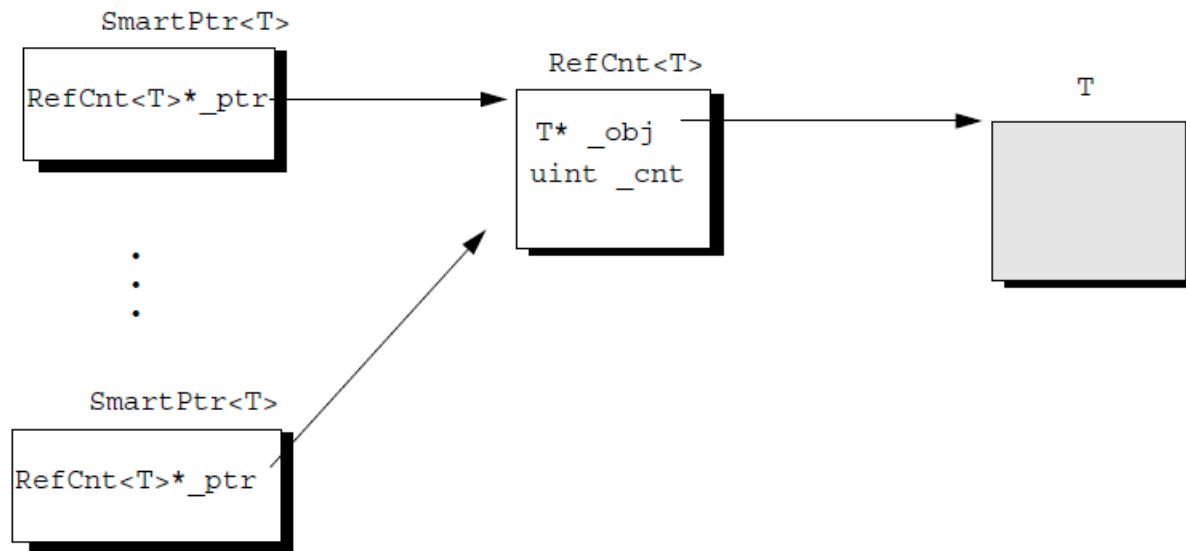 SmartPtr<T>
RefCnt<T>*_ptr
RefCnt<T>
T* _obj
uint _cnt
T
SmartPtr<T>
RefCnt<T>*_ptr